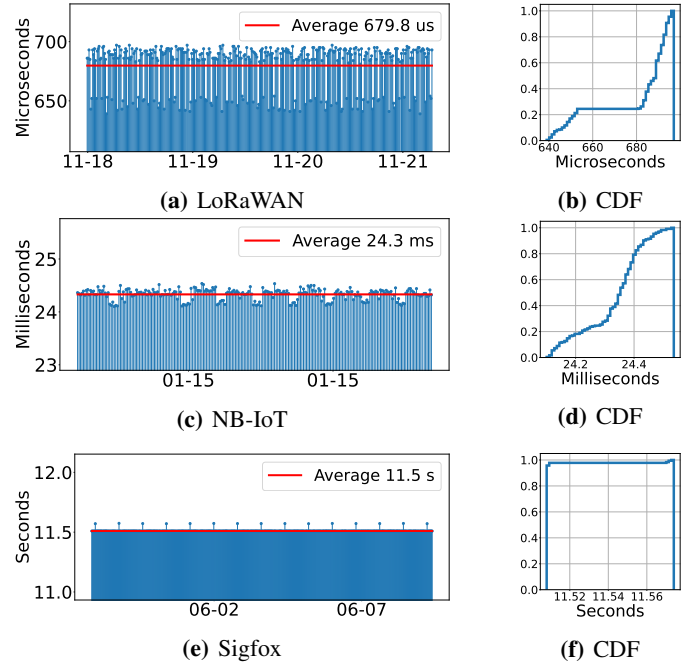 Average 679.8 us
Microseconds
700
650
11-18
11-19
11-20
11-21
(a) LoRaWAN
1.0
0.8
0.6
0.4
0.2
0.0
640
660
680
Microseconds
(b) CDF
Average 24.3 ms
Milliseconds
25
24
23
01-15
01-15
(c) NB-IoT
1.0
0.8
0.6
0.4
0.2
0.0
24.2
24.4
Milliseconds
(d) CDF
Average 11.5 s
Seconds
12.0
11.5
11.0
06-02
06-07
(e) Sigfox
1.0
0.8
0.6
0.4
0.2
0.0
11.52
11.54
11.56
Seconds
(f) CDF